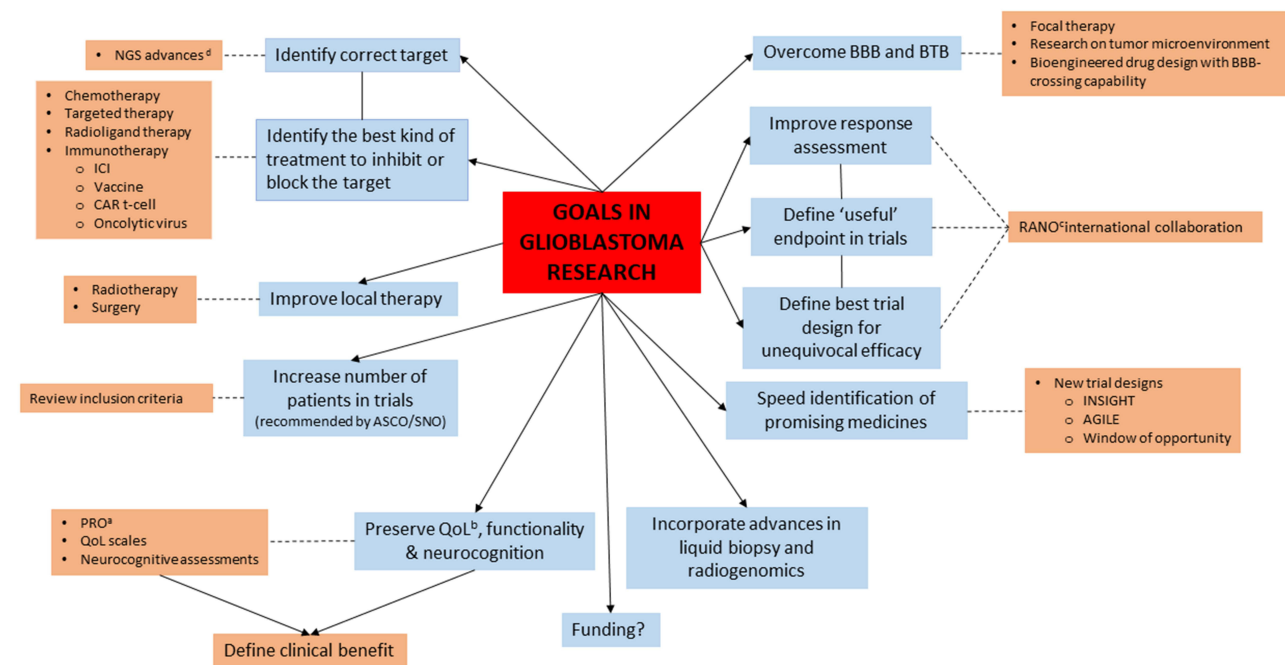 • NGS advances ᵈ
Identify correct target
• Chemotherapy
• Targeted therapy
• Radioligand therapy
• Immunotherapy
o ICI
o Vaccine
o CAR t-cell
o Oncolytic virus
Identify the best kind of
treatment to inhibit or
block the target
• Radiotherapy
• Surgery
Improve local therapy
Review inclusion criteria
Increase number of
patients in trials
(recommended by ASCO/SNO)
• PROᵃ
• QoL scales
• Neurocognitive assessments
Preserve QoLᵇ, functionality
& neurocognition
Define clinical benefit
GOALS IN
GLIOBLASTOMA
RESEARCH
Funding?
Overcome BBB and BTB
• Focal therapy
• Research on tumor microenvironment
• Bioengineered drug design with BBB-
crossing capability
Improve response
assessment
Define ‘useful’
endpoint in trials
Define best trial
design for
unequivocal efficacy
RANOᶜinternational collaboration
Speed identification of
promising medicines
• New trial designs
o INSIGHT
o AGILE
o Window of opportunity
Incorporate advances in
liquid biopsy and
radiogenomics